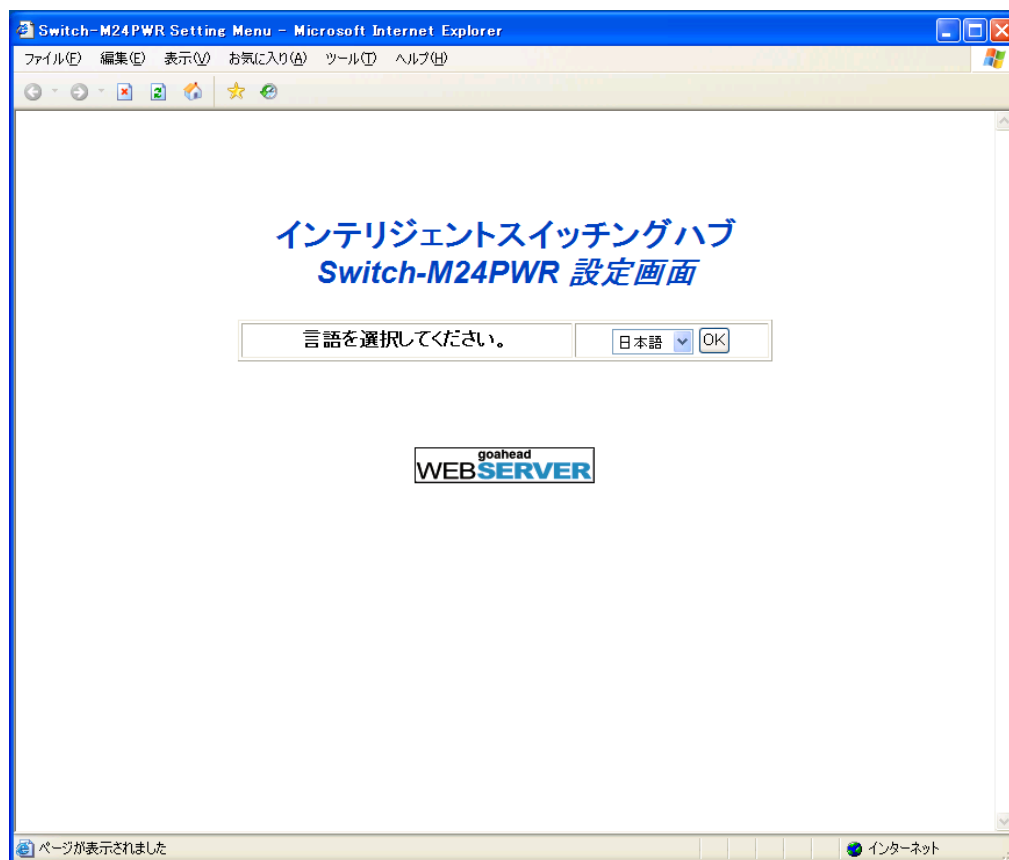 Switch-M24PWR Setting Menu - Microsoft Internet Explorer
ファイル(F) 編集(E) 表示(V) お気に入り(A) ツール(T) ヘルプ(H)
インテリジェントスイッチングハブ
Switch-M24PWR 設定画面
言語を選択してください。 日本語 OK
goahead
WEBSERVER
ページが表示されました インターネット